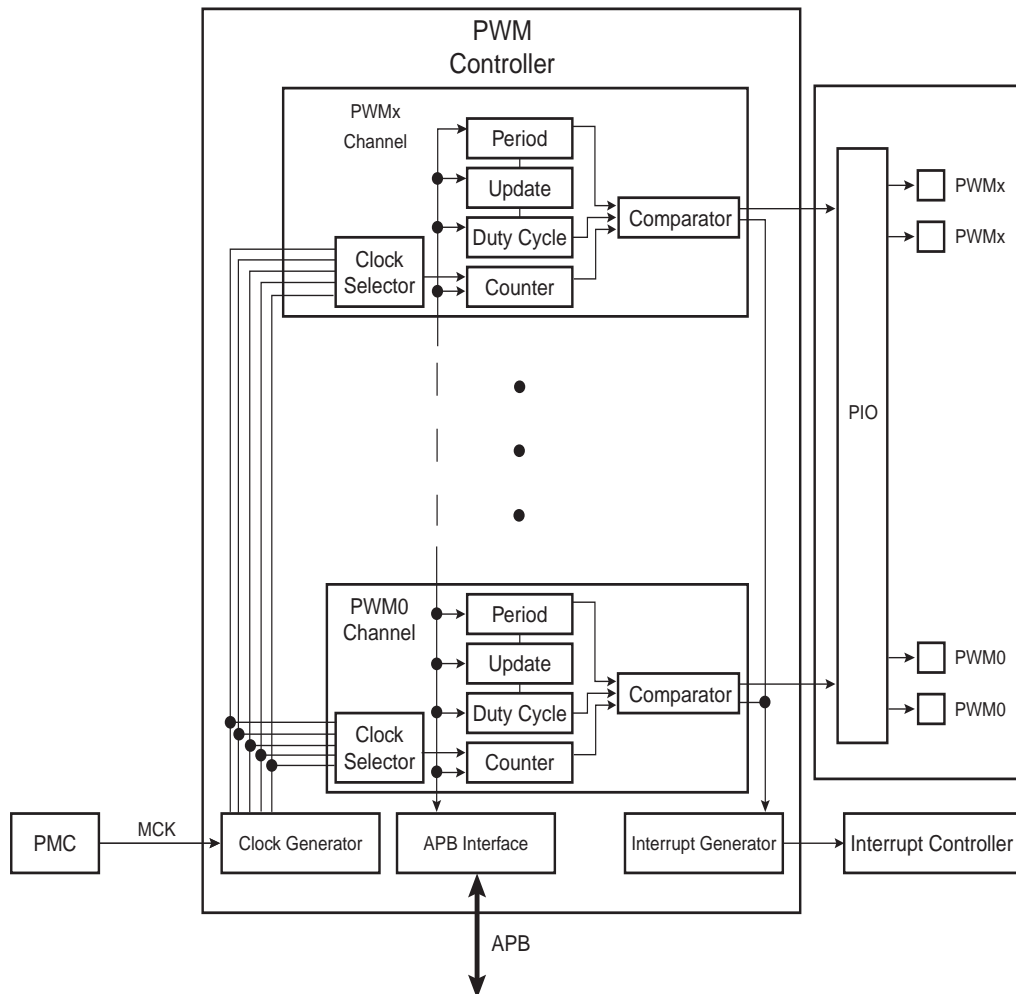 PWM
Controller
PWMx
Channel
Period
Update
Duty Cycle
Counter
Clock
Selector
Comparator
PIO
PWMx
PWMx
PWM0
Channel
Period
Update
Duty Cycle
Counter
Clock
Selector
Comparator
PWM0
PWM0
PMC
MCK
Clock Generator
APB Interface
Interrupt Generator
Interrupt Controller
APB